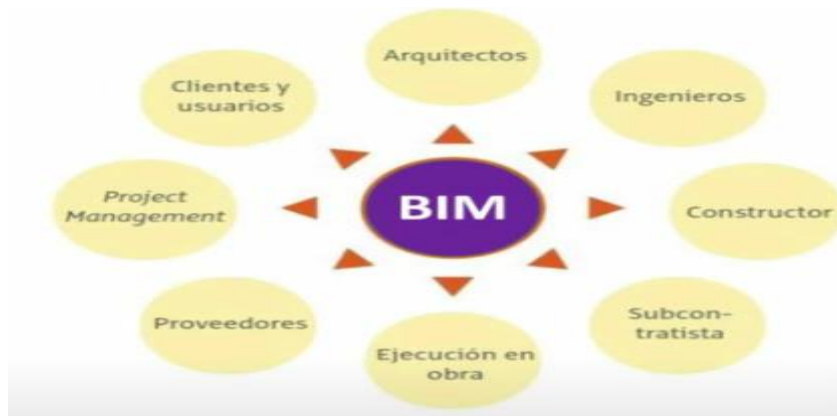 Arquitectos
Clientes y
usuarios
Ingenieros
Project
Management
BIM
Constructor
Proveedores
Subcon-
tratista
Ejecución en
obra